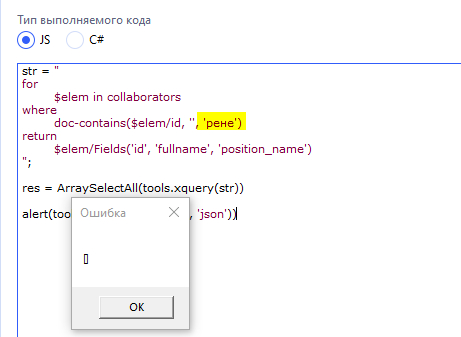 Тип выполняемого кода
JS C#
str = "
for
$elem in collaborators
where
doc-contains($elem/id, '', 'рене')
return
$elem/Fields('id', 'fullname', 'position_name')
";
res = ArraySelectAll(tools.xquery(str))
alert(too , 'json'))
Ошибка
[]
OK